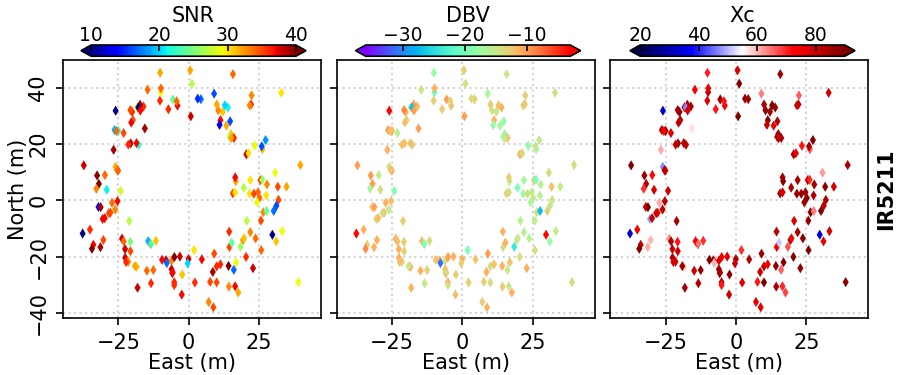 SNR
10 20 30 40
DBV
−30 −20 −10
Xc
20 40 60 80
North (m)
40
20
0
−20
−40
−25 0 25
East (m)
−25 0 25
East (m)
−25 0 25
East (m)
IR5211